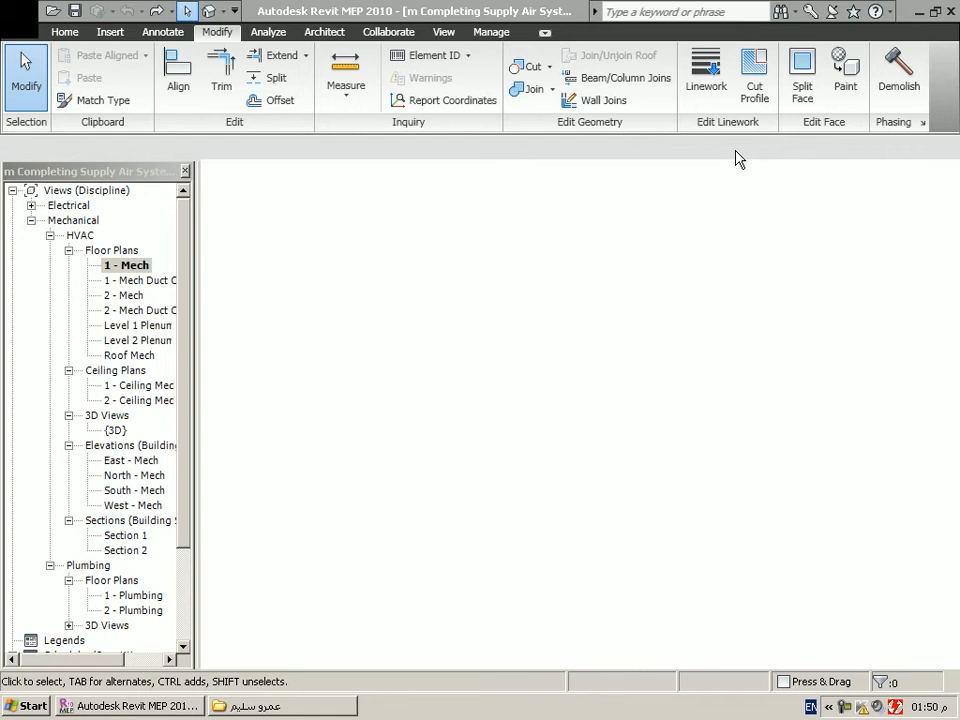 Autodesk Revit MEP 2010 - [m Completing Supply Air Syst...
Type a keyword or phrase
Home Insert Annotate Modify Analyze Architect Collaborate View Manage
Modify
Selection
Paste Aligned
Paste
Match Type
Clipboard
Align
Trim
Extend
Split
Offset
Edit
Measure
Element ID
Warnings
Report Coordinates
Inquiry
Cut
Join
Join/Unjoin Roof
Beam/Column Joins
Wall Joins
Edit Geometry
Linework
Cut Profile
Edit Linework
Split Face
Paint
Edit Face
Demolish
Phasing
m Completing Supply Air Syste...
Views (Discipline)
Electrical
Mechanical
HVAC
Floor Plans
1 - Mech
1 - Mech Duct C
2 - Mech
2 - Mech Duct C
Level 1 Plenum
Level 2 Plenum
Roof Mech
Ceiling Plans
1 - Ceiling Mec
2 - Ceiling Mec
3D Views
{3D}
Elevations (Building
East - Mech
North - Mech
South - Mech
West - Mech
Sections (Building
Section 1
Section 2
Plumbing
Floor Plans
1 - Plumbing
2 - Plumbing
3D Views
Legends
Click to select, TAB for alternates, CTRL adds, SHIFT unselects.
Press & Drag
:0
Start
Autodesk Revit MEP 201...
عمرو سليم
EN
01:50 م